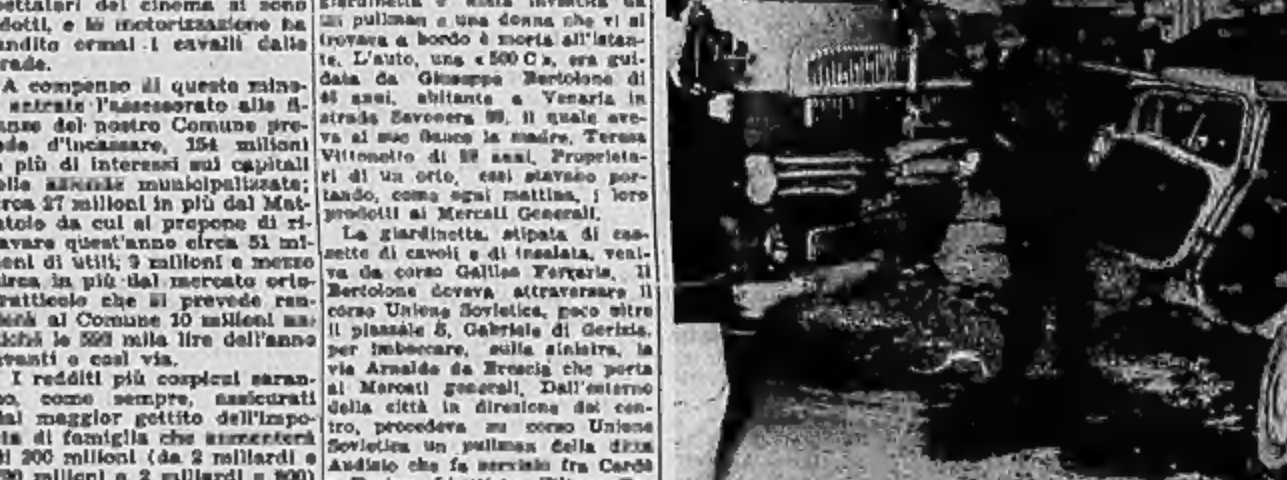 pettatori del cinema si sono
dotti, e la motorizzazione ha
andito ormai i cavalli dalle
rade.
A compenso di queste mino-
entrate l'assessorato alle fi-
anze del nostro Comune pre-
ede d'incassare, 154 milioni
più di interessi sui capitali
elle aziende municipalizzate;
irca 27 milioni in più dal Mat-
atoio da cui si propone di ri-
avare quest'anno circa 51 mi-
ioni di utili; 9 milioni e mezzo
irca in più dal mercato orto-
rutticolo che si prevede ren-
derà al Comune 10 milioni an-
ziché le mila lire dell'anno
avanti e così via.
I redditi più cospicui saran-
no, come sempre, assicurati
dal maggior gettito dell'impo-
sta di famiglia che aumenterà
di 200 milioni (da 2 miliardi e
milioni a 2 miliardi e 900)
giardinetta è stata investita da
un pullman e una donna che vi si
trovava a bordo è morta all'istan-
te. L'auto, una « 500 C », era gui-
data da Giuseppe Bertolone di
anni, abitante a Venaria in
strada Savonera il quale ave-
va al suo fianco la madre, Teresa
Vittonetto di anni. Proprieta-
ri di un orto, essi stavano por-
tando, come ogni mattina, i loro
prodotti ai Mercati Generali.
La giardinetta, stipata di cas-
sette di cavoli e di insalata, veni-
va da corso Galileo Ferraris. Il
Bertolone doveva attraversare il
corso Unione Sovietica, poco oltre
il piazzale S. Gabriele di Gorizia,
per imboccare, sulla sinistra, la
via Arnaldo da Brescia che porta
ai Mercati generali. Dall'esterno
della città in direzione del cen-
tro, procedeva su corso Unione
Sovietica un pullman della ditta
Audisio che fa servizio fra Cardè